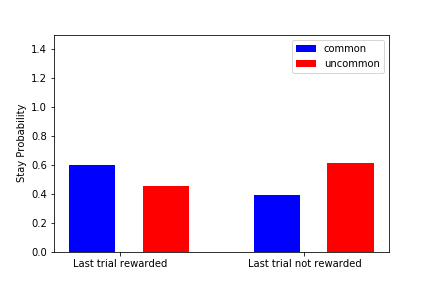 1.4
1.2
1.0
0.8
0.6
0.4
0.2
0.0
Stay Probability
common
uncommon
Last trial rewarded
Last trial not rewarded